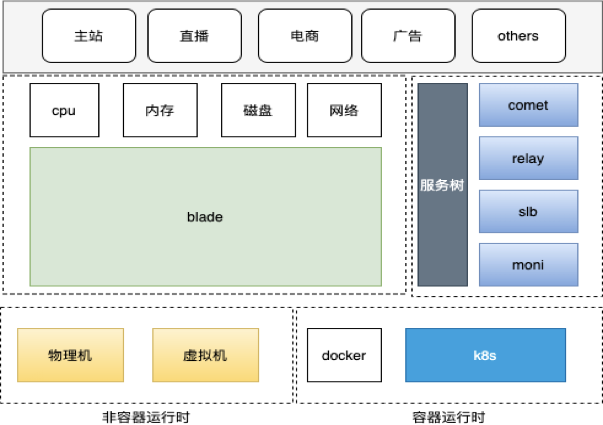 主站
直播
电商
广告
others
cpu
内存
磁盘
网络
blade
服务树
comet
relay
slb
moni
物理机
虚拟机
docker
k8s
非容器运行时
容器运行时